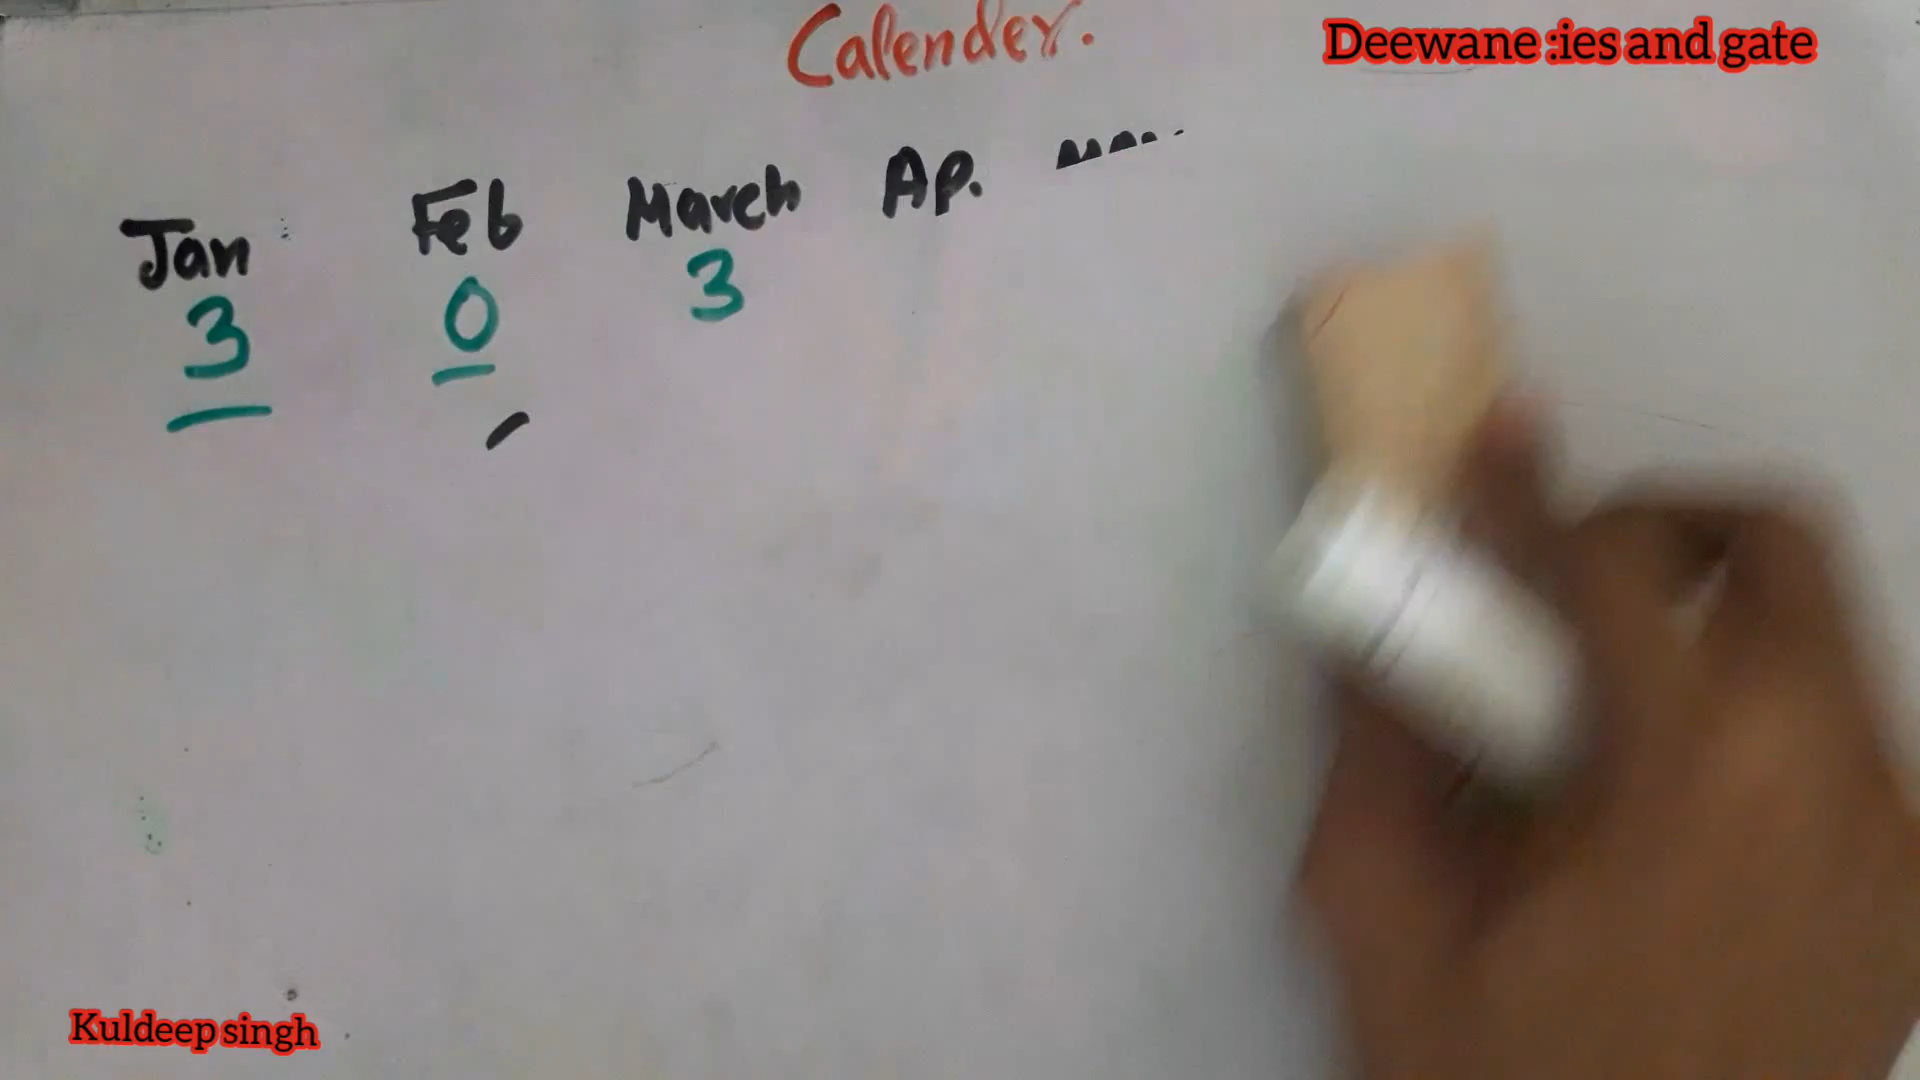 Calender.
Deewane :ies and gate
Jan Feb March Ap.
3 0 3
Kuldeep singh